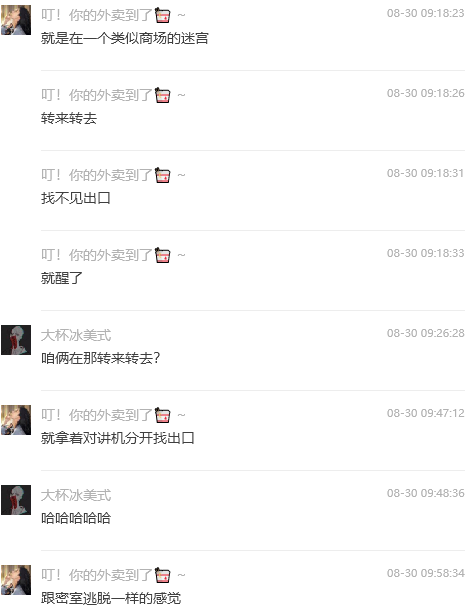 叮！你的外卖到了 ~ 08-30 09:18:23
就是在一个类似商场的迷宫
叮！你的外卖到了 ~ 08-30 09:18:26
转来转去
叮！你的外卖到了 ~ 08-30 09:18:31
找不见出口
叮！你的外卖到了 ~ 08-30 09:18:33
就醒了
大杯冰美式 08-30 09:26:28
咱俩在那转来转去?
叮！你的外卖到了 ~ 08-30 09:47:12
就拿着对讲机分开找出口
大杯冰美式 08-30 09:48:36
哈哈哈哈哈
叮！你的外卖到了 ~ 08-30 09:58:34
跟密室逃脱一样的感觉